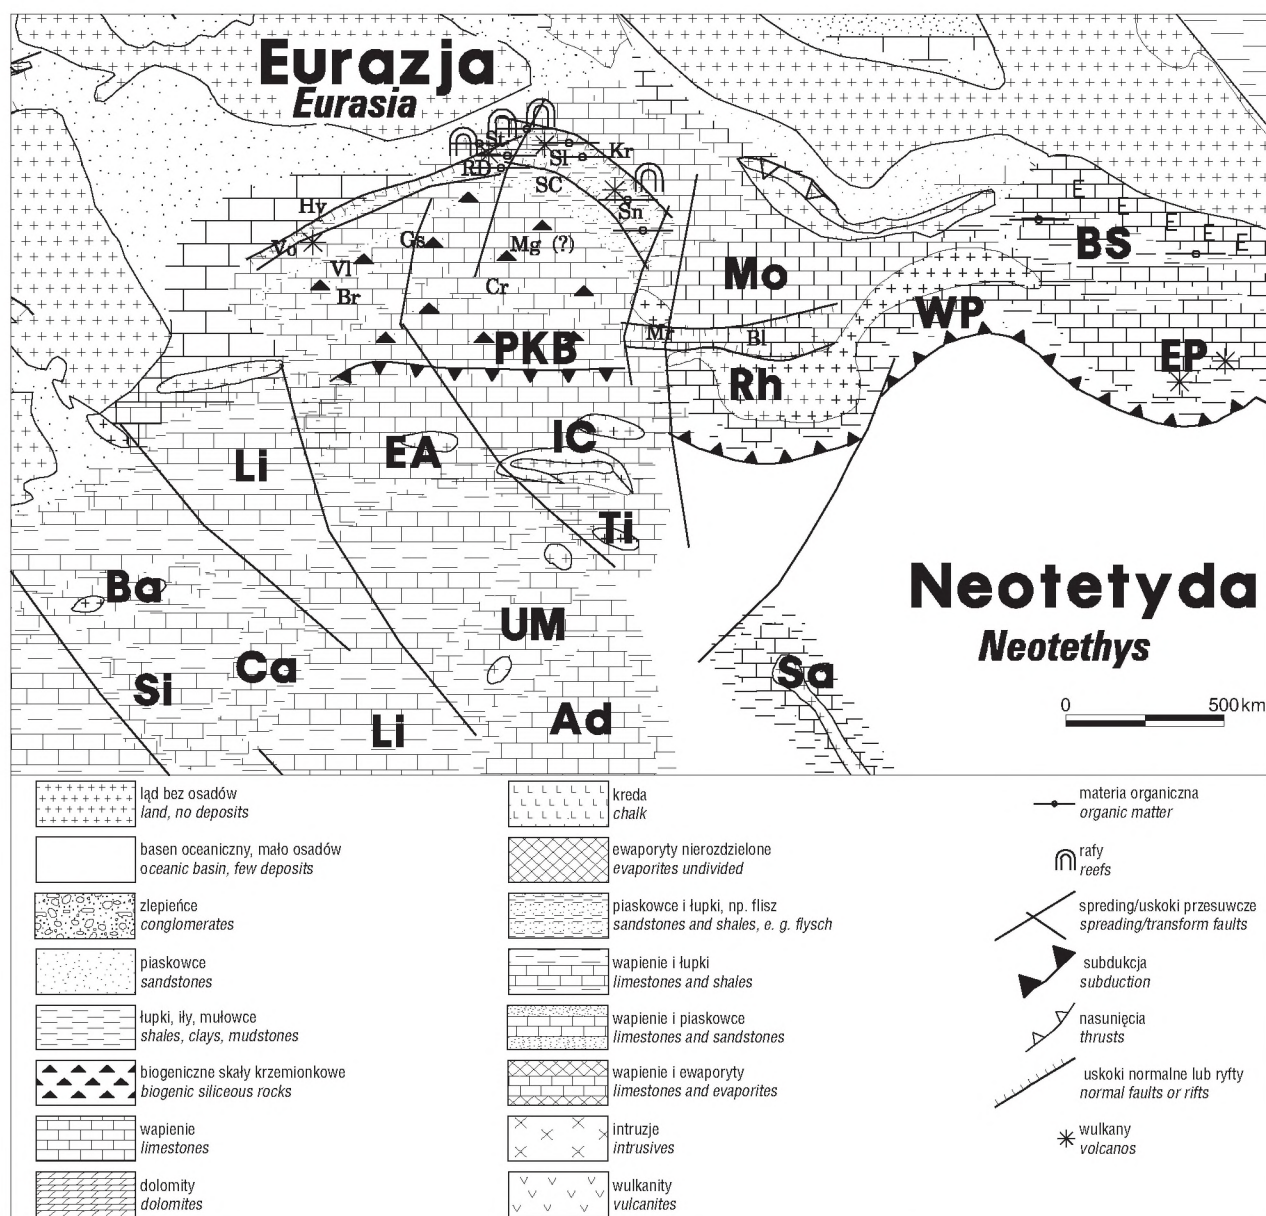 Eurazja
Eurasia
St
Sl
Kr
RD
SC
Hv
Sn
Vo
Gs
Mg (?)
Vl
Br
Cr
Mo
BS
E
E
E
E
E
WP
PKB
Mr
Bl
EP
Rh
IC
EA
Li
Ti
Ba
UM
Neotetyda
Neotethys
Ca
Si
Sa
Li
Ad
0 500 km
ląd bez osadów
land, no deposits
basen oceaniczny, mało osadów
oceanic basin, few deposits
zlepieńce
conglomerates
piaskowce
sandstones
łupki, iły, mułowce
shales, clays, mudstones
biogeniczne skały krzemionkowe
biogenic siliceous rocks
wapienie
limestones
dolomity
dolomites
kreda
chalk
ewaporyty nierozdzielone
evaporites undivided
piaskowce i łupki, np. flisz
sandstones and shales, e. g. flysch
wapienie i łupki
limestones and shales
wapienie i piaskowce
limestones and sandstones
wapienie i ewaporyty
limestones and evaporites
intruzje
intrusives
wulkanity
vulcanites
materia organiczna
organic matter
rafy
reefs
spreding/uskoki przesuwcze
spreading/transform faults
subdukcja
subduction
nasunięcia
thrusts
uskoki normalne lub ryfty
normal faults or rifts
wulkany
volcanos